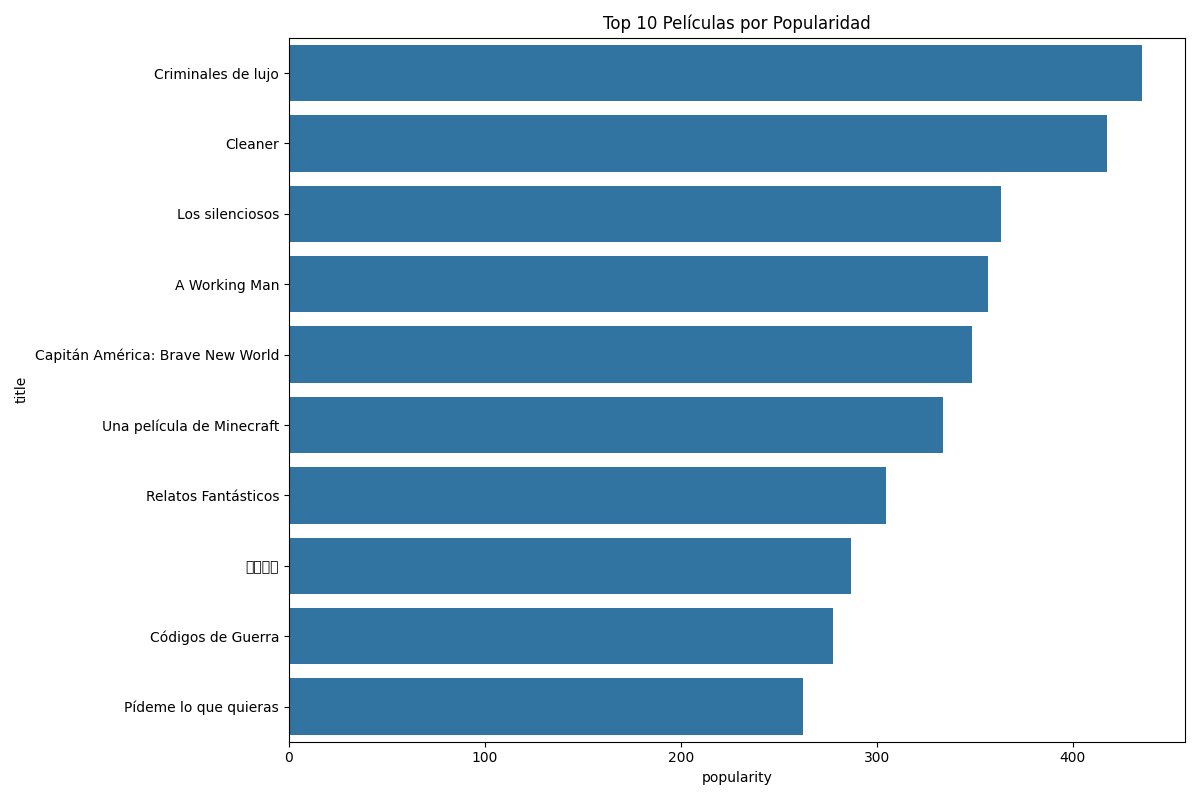 Top 10 Películas por Popularidad
Criminales de lujo
Cleaner
Los silenciosos
A Working Man
Capitán América: Brave New World
Una película de Minecraft
Relatos Fantásticos
Códigos de Guerra
Pídeme lo que quieras
title
0 100 200 300 400
popularity